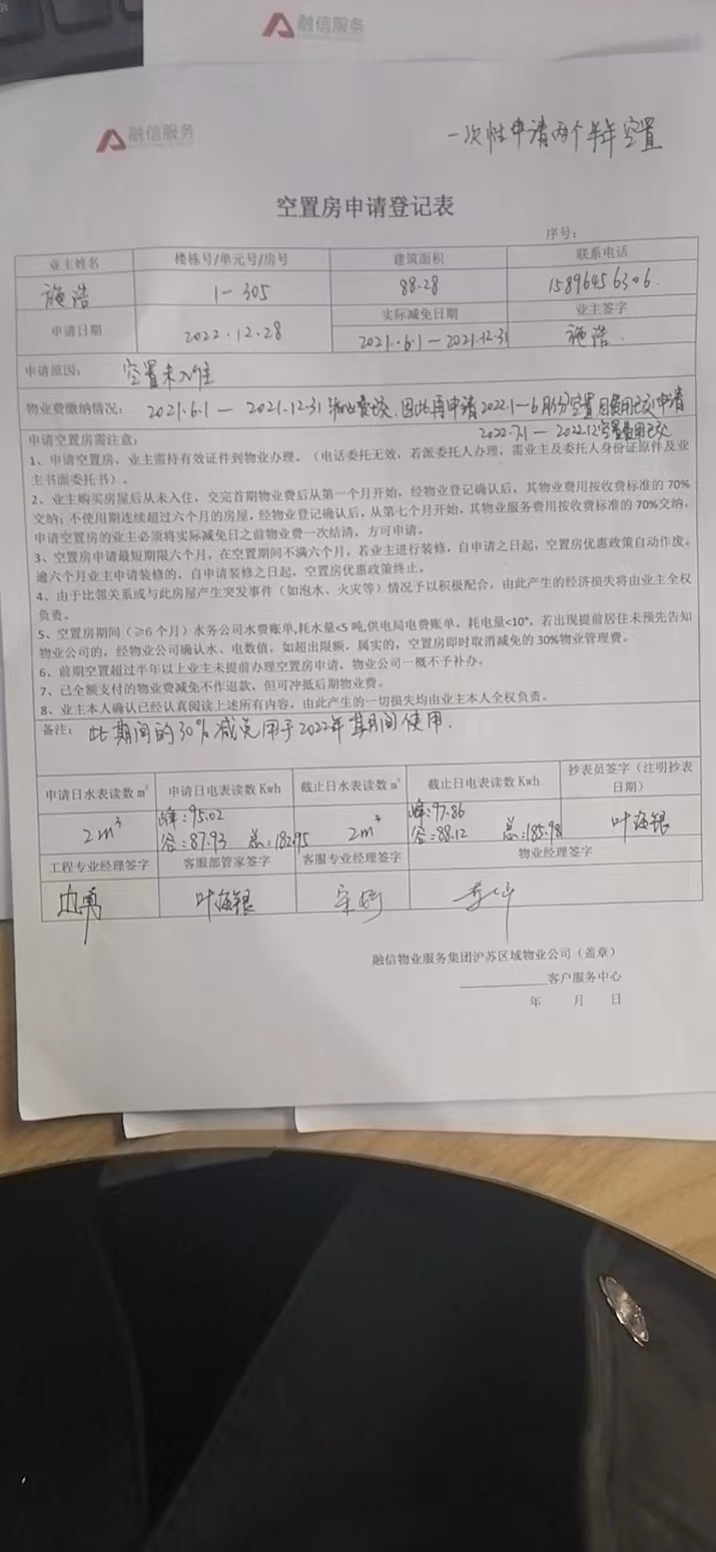 融信服务
融信服务
一次性申请两个半年空置
空置房申请登记表
序号：
业主姓名 楼栋号/单元号/房号 建筑面积 联系电话
施浩 1-305 88.28 15896456306.
申请日期 2022.12.28 实际减免日期 业主签字
2021.6.1—2021.12.31 施浩.
申请原因： 空置未入住
物业费缴纳情况： 2021.6.1—2021.12.31 费 因此再申请2022.1—6月份空置 费用已交申请
2022.7.1—2022.12空置费用已交
申请空置房需注意：
1、申请空置房，业主需持有效证件到物业办理。（电话委托无效，若派委托人办理，需业主及委托人身份证原件及业
主书面委托书）。
2、业主购买房屋后从未入住，交完首期物业费后从第一个月开始，经物业登记确认后，其物业费用按收费标准的70%
交纳；不使用期连续超过六个月的房屋，经物业登记确认后，从第七个月开始，其物业服务费用按收费标准的70%交纳，
申请空置房的业主必须将实际减免日之前物业费一次结清，方可申请。
3、空置房申请最短期限六个月，在空置期间不满六个月，若业主进行装修，自申请之日起，空置房优惠政策自动作废。
逾六个月业主申请装修的，自申请装修之日起，空置房优惠政策终止。
4、由于比邻关系或与此房屋产生突发事件（如泡水、火灾等）情况予以积极配合，由此产生的经济损失将由业主全权
负责。
5、空置房期间（≥6个月）水务公司水费账单,耗水量<5吨,供电局电费账单，耗电量<10°，若出现提前居住未预先告知
物业公司的，经物业公司确认水、电数值，如超出限额，属实的，空置房即时取消减免的30%物业管理费。
6、前期空置超过半年以上业主未提前办理空置房申请，物业公司一概不予补办。
7、已全额支付的物业费减免不作退款，但可冲抵后期物业费。
8、业主本人确认已经认真阅读上述所有内容，由此产生的一切损失均由业主本人全权负责。
备注： 此期间的30%减免用于2022年其期间使用.
申请日水表读数m³ 申请日电表读数Kwh 截止日水表读数m³ 截止日电表读数Kwh 抄表员签字（注明抄表
日期）
2m³ 峰:95.02 2m³ 峰:97.86 叶海银
谷:87.93 总:182.95 谷:88.12 总:185.98
工程专业经理签字 客服部管家签字 客服专业经理签字 物业经理签字
叶海银
融信物业服务集团沪苏区域物业公司（盖章）
客户服务中心
年 月 日